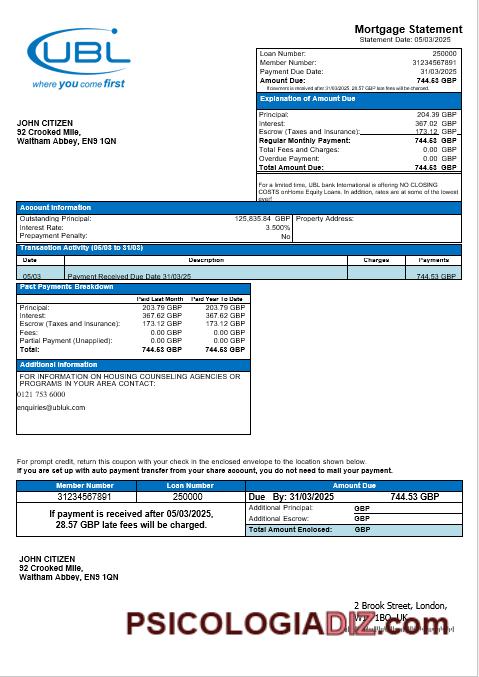 Mortgage Statement
Statement Date: 05/03/2025
UBL
where you come first
Loan Number: 250000
Member Number: 31234567891
Payment Due Date: 31/03/2025
Amount Due: 744.53 GBP
If payment is received after 31/03/2025, 28.57 GBP late fees will be charged.
Explanation of Amount Due
Principal: 204.39 GBP
Interest: 367.02 GBP
Escrow (Taxes and Insurance): 173.12 GBP
Regular Monthly Payment: 744.53 GBP
Total Fees and Charges: 0.00 GBP
Overdue Payment: 0.00 GBP
Total Amount Due: 744.53 GBP
JOHN CITIZEN
92 Crooked Mile,
Waltham Abbey, EN9 1QN
For a limited time, UBL bank International is offering NO CLOSING
COSTS onHome Equity Loans. In addition, rates are at some of the lowest
ever!
Account Information
Outstanding Principal: 125,835.84 GBP Property Address:
Interest Rate: 3.500%
Prepayment Penalty: No
Transaction Activity (05/03 to 31/03)
Date Description Charges Payments
05/03 Payment Received Due Date 31/03/25 744.53 GBP
Past Payments Breakdown
Paid Last Month Paid Year To Date
Principal: 203.79 GBP 203.79 GBP
Interest: 367.62 GBP 367.62 GBP
Escrow (Taxes and Insurance): 173.12 GBP 173.12 GBP
Fees: 0.00 GBP 0.00 GBP
Partial Payment (Unapplied): 0.00 GBP 0.00 GBP
Total: 744.53 GBP 744.53 GBP
Additional Information
FOR INFORMATION ON HOUSING COUNSELING AGENCIES OR
PROGRAMS IN YOUR AREA CONTACT:
0121 753 6000
enquiries@ubluk.com
For prompt credit, return this coupon with your check in the enclosed envelope to the location shown below.
If you are set up with auto payment transfer from your share account, you do not need to mail your payment.
Member Number Loan Number Amount Due
31234567891 250000 Due By: 31/03/2025 744.53 GBP
If payment is received after 05/03/2025,
28.57 GBP late fees will be charged.
Additional Principal: GBP
Additional Escrow: GBP
Total Amount Enclosed: GBP
JOHN CITIZEN
92 Crooked Mile,
Waltham Abbey, EN9 1QN
2 Brook Street, London,
1BQ, UK
PSICOLOGIADIZ.com